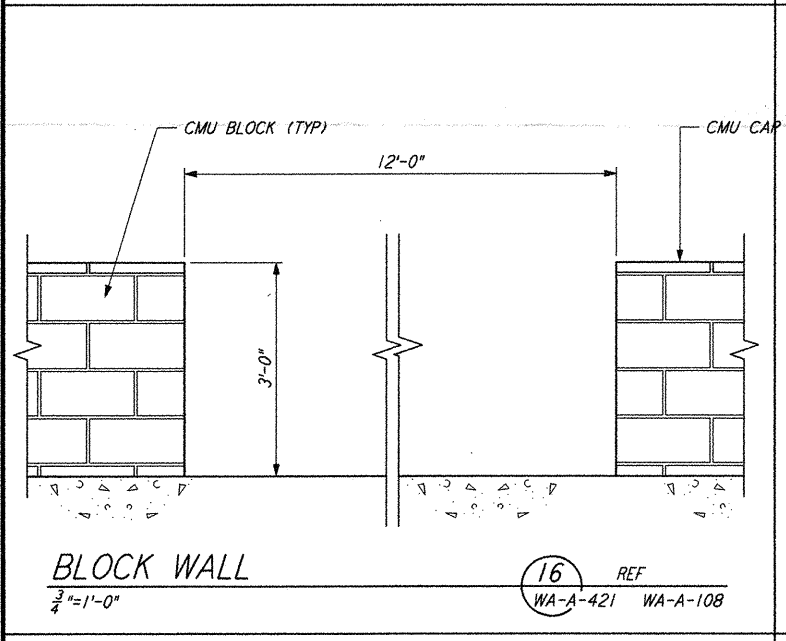 CMU BLOCK (TYP)
CMU CAP
12'-0"
3'-0"
BLOCK WALL
3/4"=1'-0"
16 REF
WA-A-421 WA-A-108